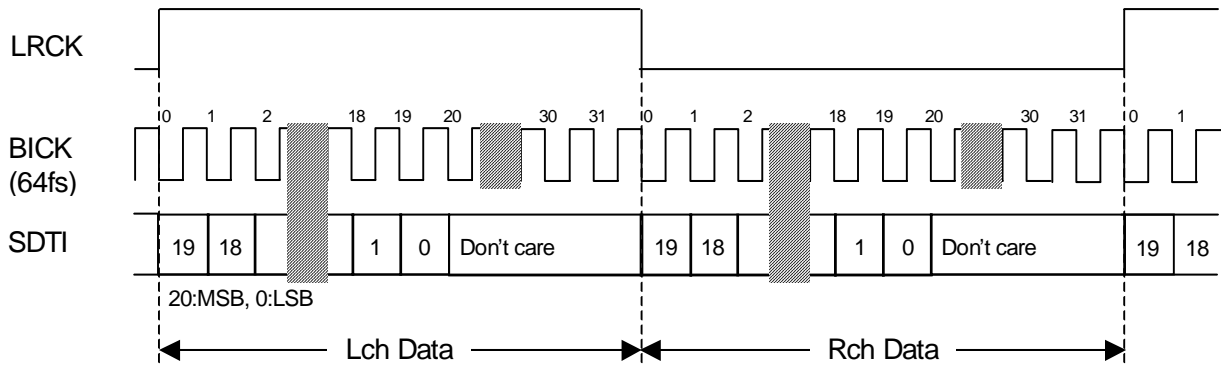 LRCK
0 1 2 18 19 20 30 31 0 1 2 18 19 20 30 31 0 1
BICK
(64fs)
SDTI 19 18 1 0 Don't care 19 18 1 0 Don't care 19 18
20:MSB, 0:LSB
Lch Data Rch Data